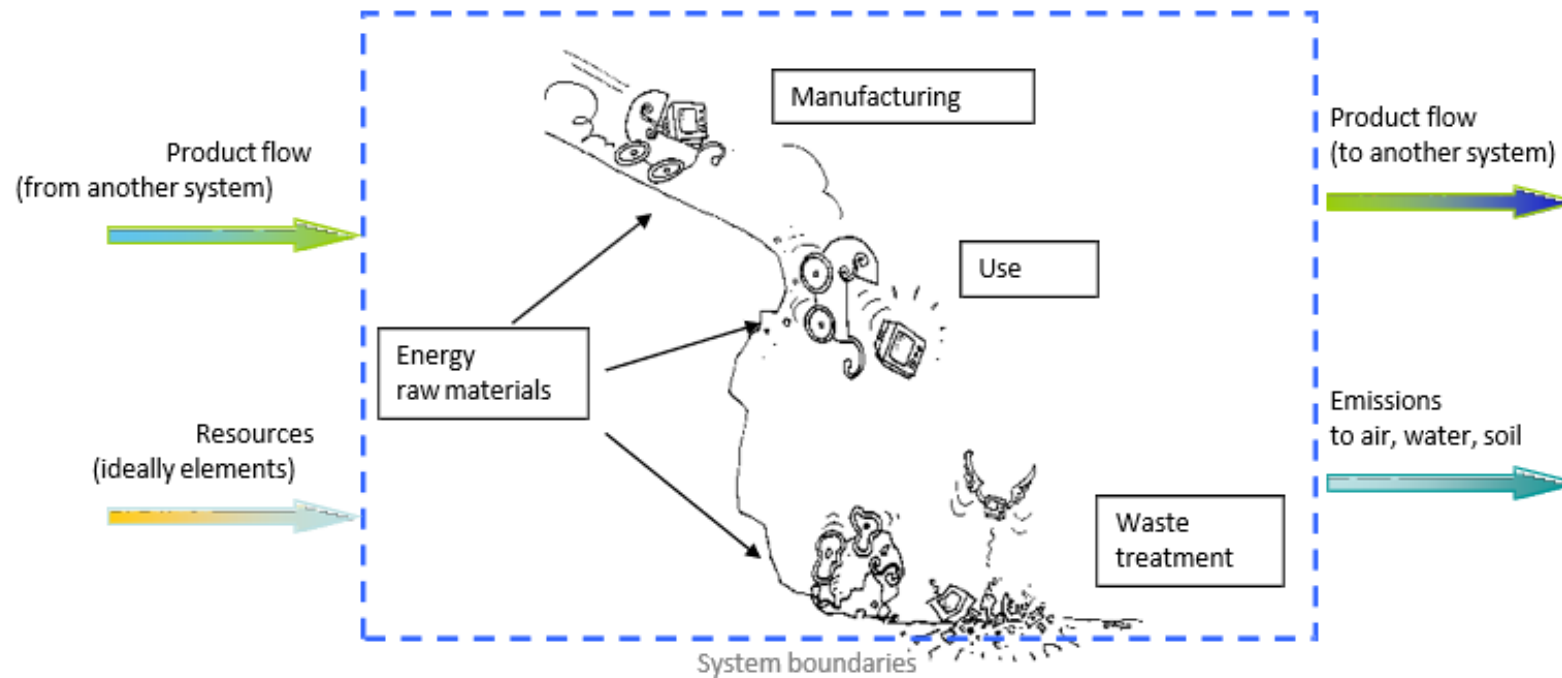 Manufacturing
Product flow
(from another system)
Product flow
(to another system)
Use
Energy
raw materials
Resources
(ideally elements)
Emissions
to air, water, soil
Waste
treatment
System boundaries